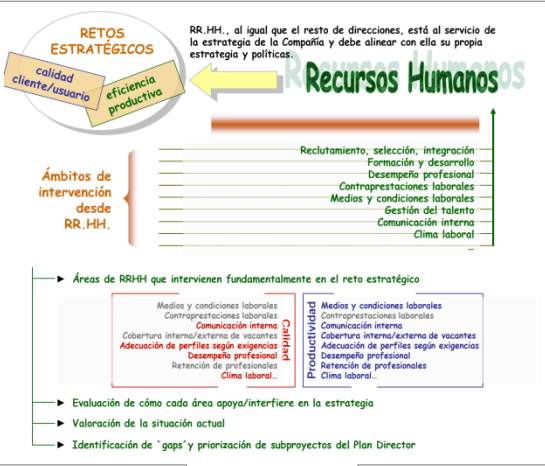 RETOS
ESTRATÉGICOS
calidad
cliente/usuario
eficiencia
productiva
RR.HH., al igual que el resto de direcciones, está al servicio de
la estrategia de la Compañía y debe alinear con ella su propia
estrategia y políticas.
Recursos Humanos
Ámbitos de
intervención
desde
RR.HH.
Reclutamiento, selección, integración
Formación y desarrollo
Desempeño profesional
Contraprestaciones laborales
Medios y condiciones laborales
Gestión del talento
Comunicación interna
Clima laboral
...
Áreas de RRHH que intervienen fundamentalmente en el reto estratégico
Medios y condiciones laborales
Contraprestaciones laborales
Comunicación interna
Cobertura interna/externa de vacantes
Adecuación de perfiles según exigencias
Desempeño profesional
Retención de profesionales
Clima laboral...
Calidad
Productividad
Medios y condiciones laborales
Contraprestaciones laborales
Comunicación interna
Cobertura interna/externa de vacantes
Adecuación de perfiles según exigencias
Desempeño profesional
Retención de profesionales
Clima laboral...
Evaluación de cómo cada área apoya/interfiere en la estrategia
Valoración de la situación actual
Identificación de `gaps´y priorización de subproyectos del Plan Director